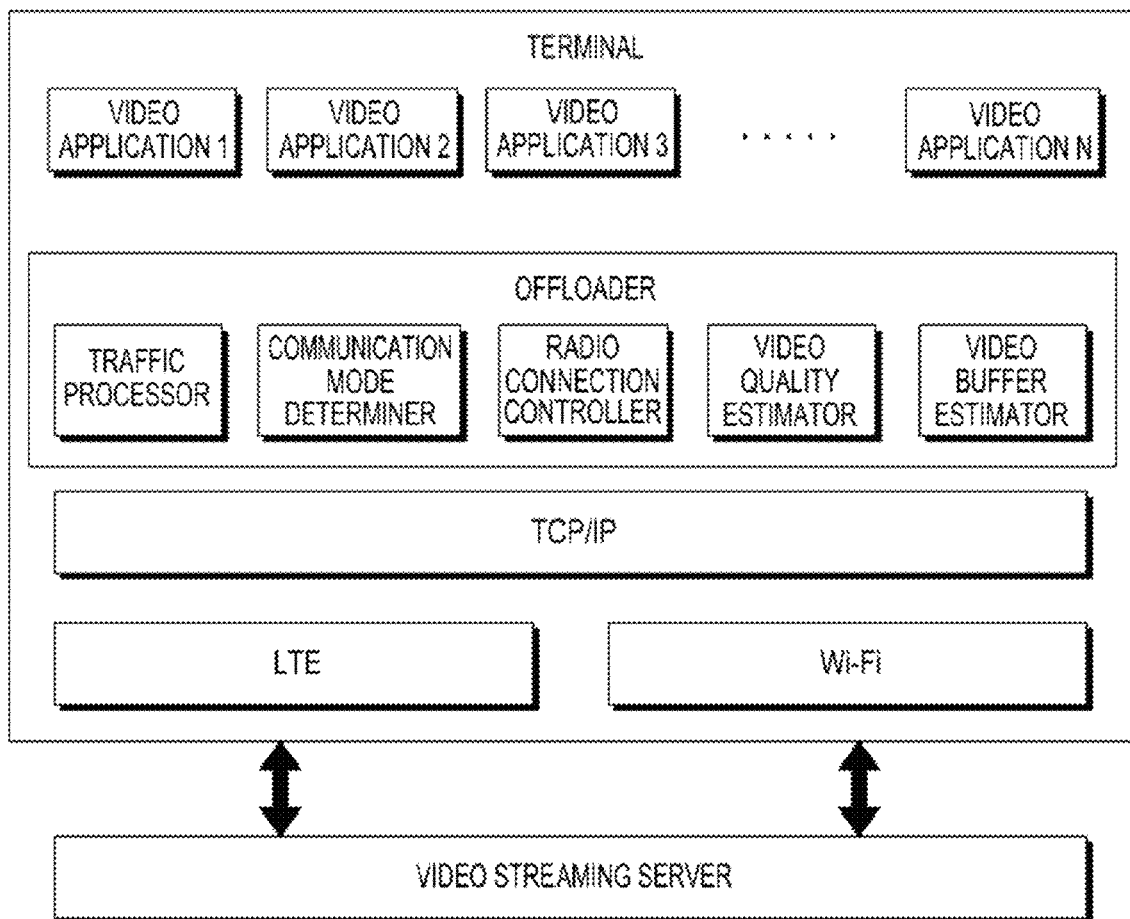 TERMINAL
VIDEO
APPLICATION 1
VIDEO
APPLICATION 2
VIDEO
APPLICATION 3
VIDEO
APPLICATION N
OFFLOADER
TRAFFIC
PROCESSOR
COMMUNICATION
MODE
DETERMINER
RADIO
CONNECTION
CONTROLLER
VIDEO
QUALITY
ESTIMATOR
VIDEO
BUFFER
ESTIMATOR
TCP/IP
LTE
Wi-Fi
VIDEO STREAMING SERVER